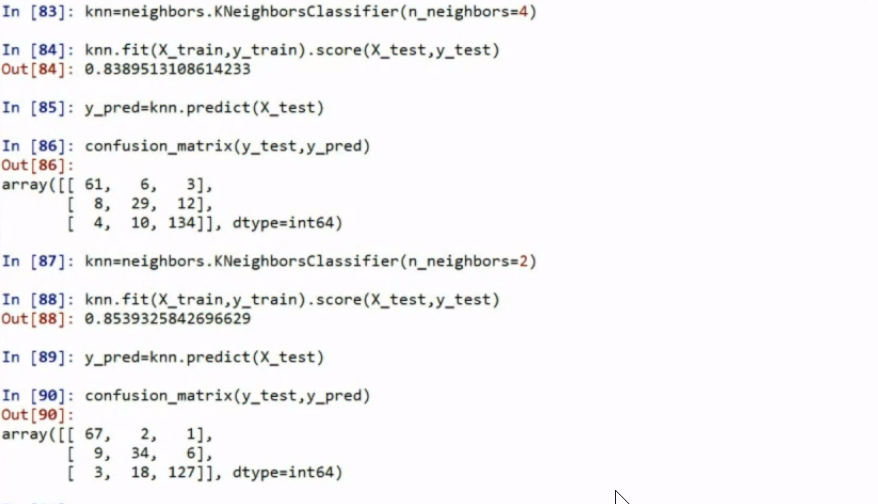 In [83]: knn=neighbors.KNeighborsClassifier(n_neighbors=4)
In [84]: knn.fit(X_train,y_train).score(X_test,y_test)
Out[84]: 0.8389513108614233
In [85]: y_pred=knn.predict(X_test)
In [86]: confusion_matrix(y_test,y_pred)
Out[86]:
array([[ 61,   6,   3],
       [  8,  29,  12],
       [  4,  10, 134]], dtype=int64)
In [87]: knn=neighbors.KNeighborsClassifier(n_neighbors=2)
In [88]: knn.fit(X_train,y_train).score(X_test,y_test)
Out[88]: 0.8539325842696629
In [89]: y_pred=knn.predict(X_test)
In [90]: confusion_matrix(y_test,y_pred)
Out[90]:
array([[ 67,   2,   1],
       [  9,  34,   6],
       [  3,  18, 127]], dtype=int64)